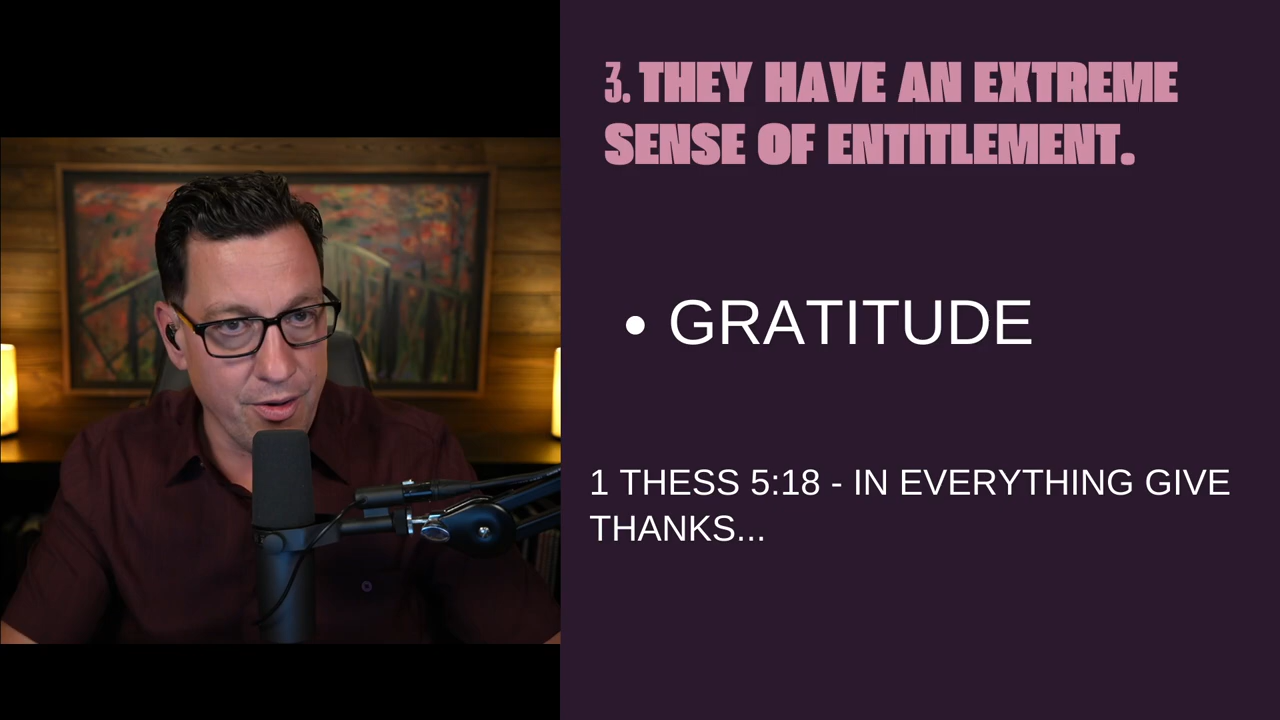 3. THEY HAVE AN EXTREME
SENSE OF ENTITLEMENT.
• GRATITUDE
1 THESS 5:18 - IN EVERYTHING GIVE
THANKS...